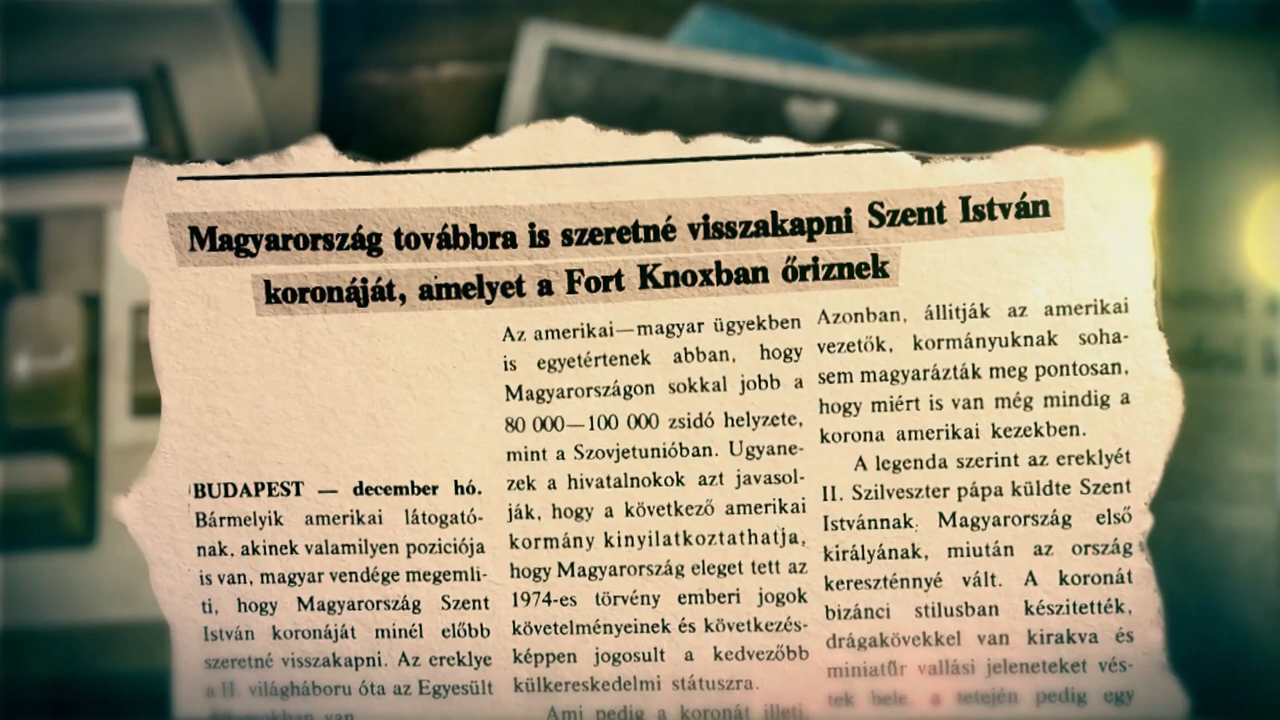 Magyarország továbbra is szeretné visszakapni Szent István
koronáját, amelyet a Fort Knoxban őriznek
BUDAPEST — december hó.
Bármelyik amerikai látogató-
nak, akinek valamilyen poziciója
is van, magyar vendége megemli-
ti, hogy Magyarország Szent
István koronáját minél előbb
szeretné visszakapni. Az ereklye
a II. világháboru óta az Egyesült
van
Az amerikai—magyar ügyekben
is egyetértenek abban, hogy
Magyarországon sokkal jobb a
80 000—100 000 zsidó helyzete,
mint a Szovjetunióban. Ugyane-
zek a hivatalnokok azt javasol-
ják, hogy a következő amerikai
kormány kinyilatkoztathatja,
hogy Magyarország eleget tett az
1974-es törvény emberi jogok
követelményeinek és következés-
képpen jogosult a kedvezőbb
külkereskedelmi státuszra.
Ami pedig a koronát illeti,
Azonban, állitják az amerikai
vezetők, kormányuknak soha-
sem magyarázták meg pontosan,
hogy miért is van még mindig a
korona amerikai kezekben.
A legenda szerint az ereklyét
II. Szilveszter pápa küldte Szent
Istvánnak, Magyarország első
királyának, miután az ország
kereszténnyé vált. A koronát
bizánci stilusban készitették,
drágakövekkel van kirakva és
miniatűr vallási jeleneteket vés-
tek bele, a tetején pedig egy